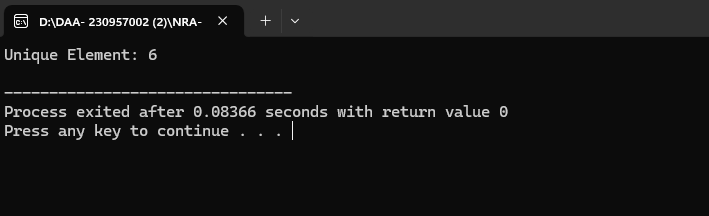 D:\DAA- 230957002 (2)\NRA-
Unique Element: 6
--------------------------------
Process exited after 0.08366 seconds with return value 0
Press any key to continue . . .